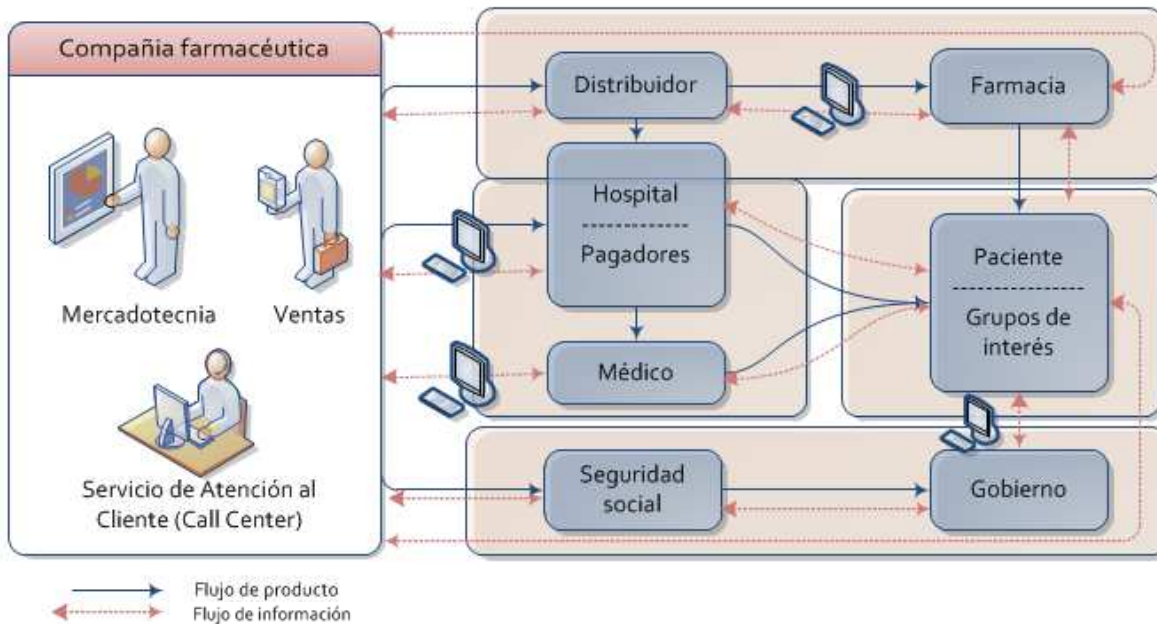 Compañia farmacéutica
Mercadotecnia
Ventas
Servicio de Atención al
Cliente (Call Center)
Distribuidor
Farmacia
Hospital
Pagadores
Paciente
Grupos de
interés
Médico
Seguridad
social
Gobierno
Flujo de producto
Flujo de información